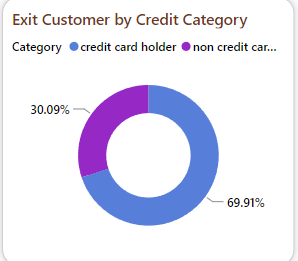 Exit Customer by Credit Category
Category credit card holder non credit car...
30.09%
69.91%